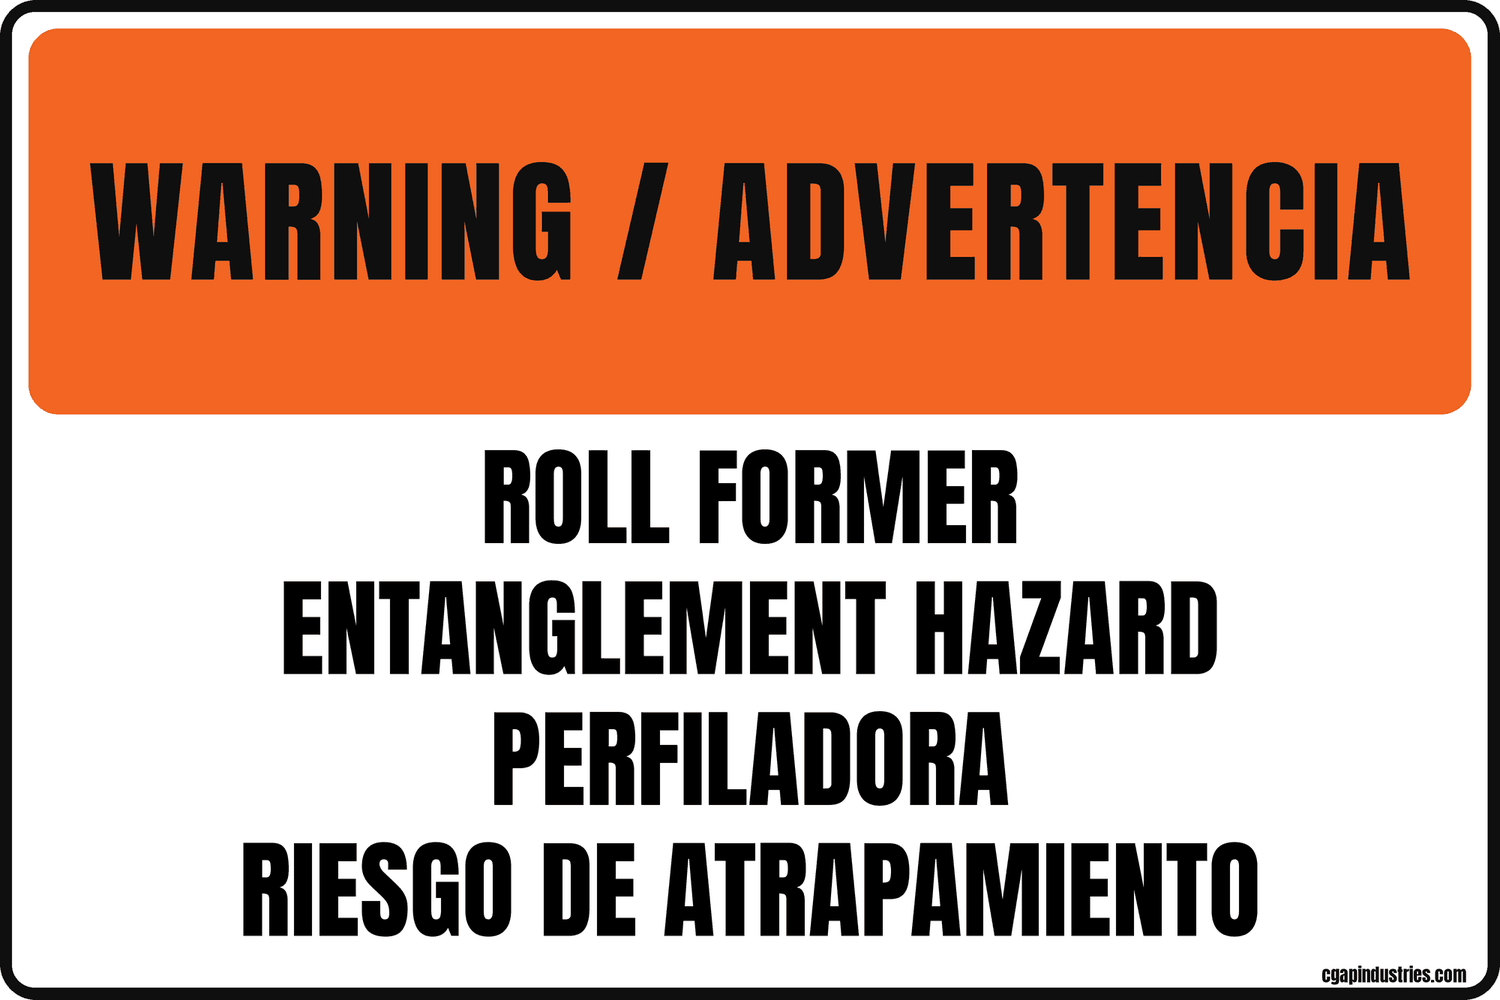 WARNING / ADVERTENCIA
ROLL FORMER
ENTANGLEMENT HAZARD
PERFILADORA
RIESGO DE ATRAPAMIENTO
cgapindustries.com